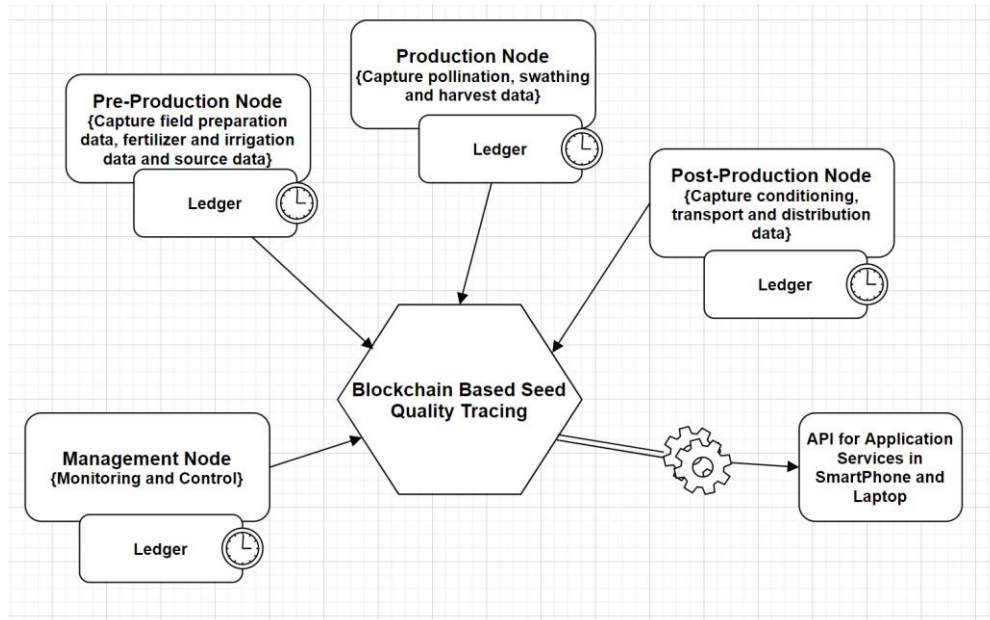 Production Node
{Capture pollination, swathing
and harvest data}
Ledger
Pre-Production Node
{Capture field preparation
data, fertilizer and irrigation
data and source data}
Ledger
Post-Production Node
{Capture conditioning,
transport and distribution
data}
Ledger
Blockchain Based Seed
Quality Tracing
Management Node
{Monitoring and Control}
Ledger
API for Application
Services in
SmartPhone and
Laptop